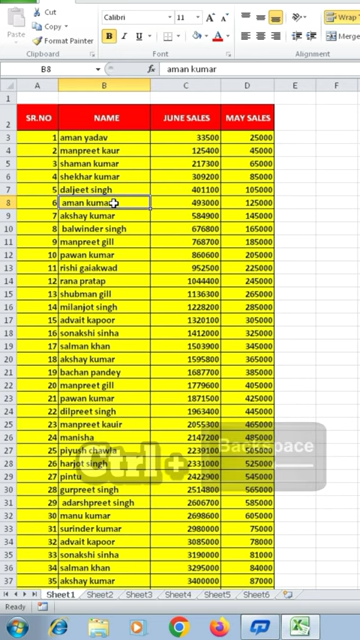 Cut
Copy
Paste
Format Painter
Calibri 11
B I U
Wrap
B8 fx aman kumar
A B C D E F G
1
2 SR.NO NAME JUNE SALES MAY SALES
3 1 aman yadav 33500 25000
4 2 manpreet kaur 125400 45000
5 3 shaman kumar 217300 65000
6 4 shekhar kumar 309200 85000
7 5 daljeet singh 401100 105000
8 6 aman kumar 493000 125000
9 7 akshay kumar 584900 145000
10 8 balwinder singh 676800 165000
11 9 manpreet gill 768700 185000
12 10 pawan kumar 860600 205000
13 11 rishi gaiakwad 952500 225000
14 12 rana pratap 1044400 245000
15 13 shubman gill 1136300 265000
16 14 milanjot singh 1228200 285000
17 15 advait kapoor 1320100 305000
18 16 sonakshi sinha 1412000 325000
19 17 salman khan 1503900 345000
20 18 akshay kumar 1595800 365000
21 19 bachan pandey 1687700 385000
22 20 manpreet gill 1779600 405000
23 21 pawan kumar 1871500 425000
24 22 dilpreet singh 1963400 445000
25 23 manpreet kauir 2055300 465000
26 24 manisha 2147200 485000
27 25 piyush chawla 2239100 505000
28 26 harjot singh 2331000 525000
29 27 pintu 2422900 545000
30 28 gurpreet singh 2514800 565000
31 29 adarshpreet singh 2606700 585000
32 30 manu kumar 2698600 605000
33 31 surinder kumar 2980000 75000
34 32 advait kapoor 3085000 78000
35 33 sonakshi sinha 3190000 81000
36 34 salman khan 3295000 84000
37 35 akshay kumar 3400000 87000
Ctrl+ Backspace
Sheet1 Sheet2 Sheet3 Sheet4 Sheet5 Sheet6
Ready